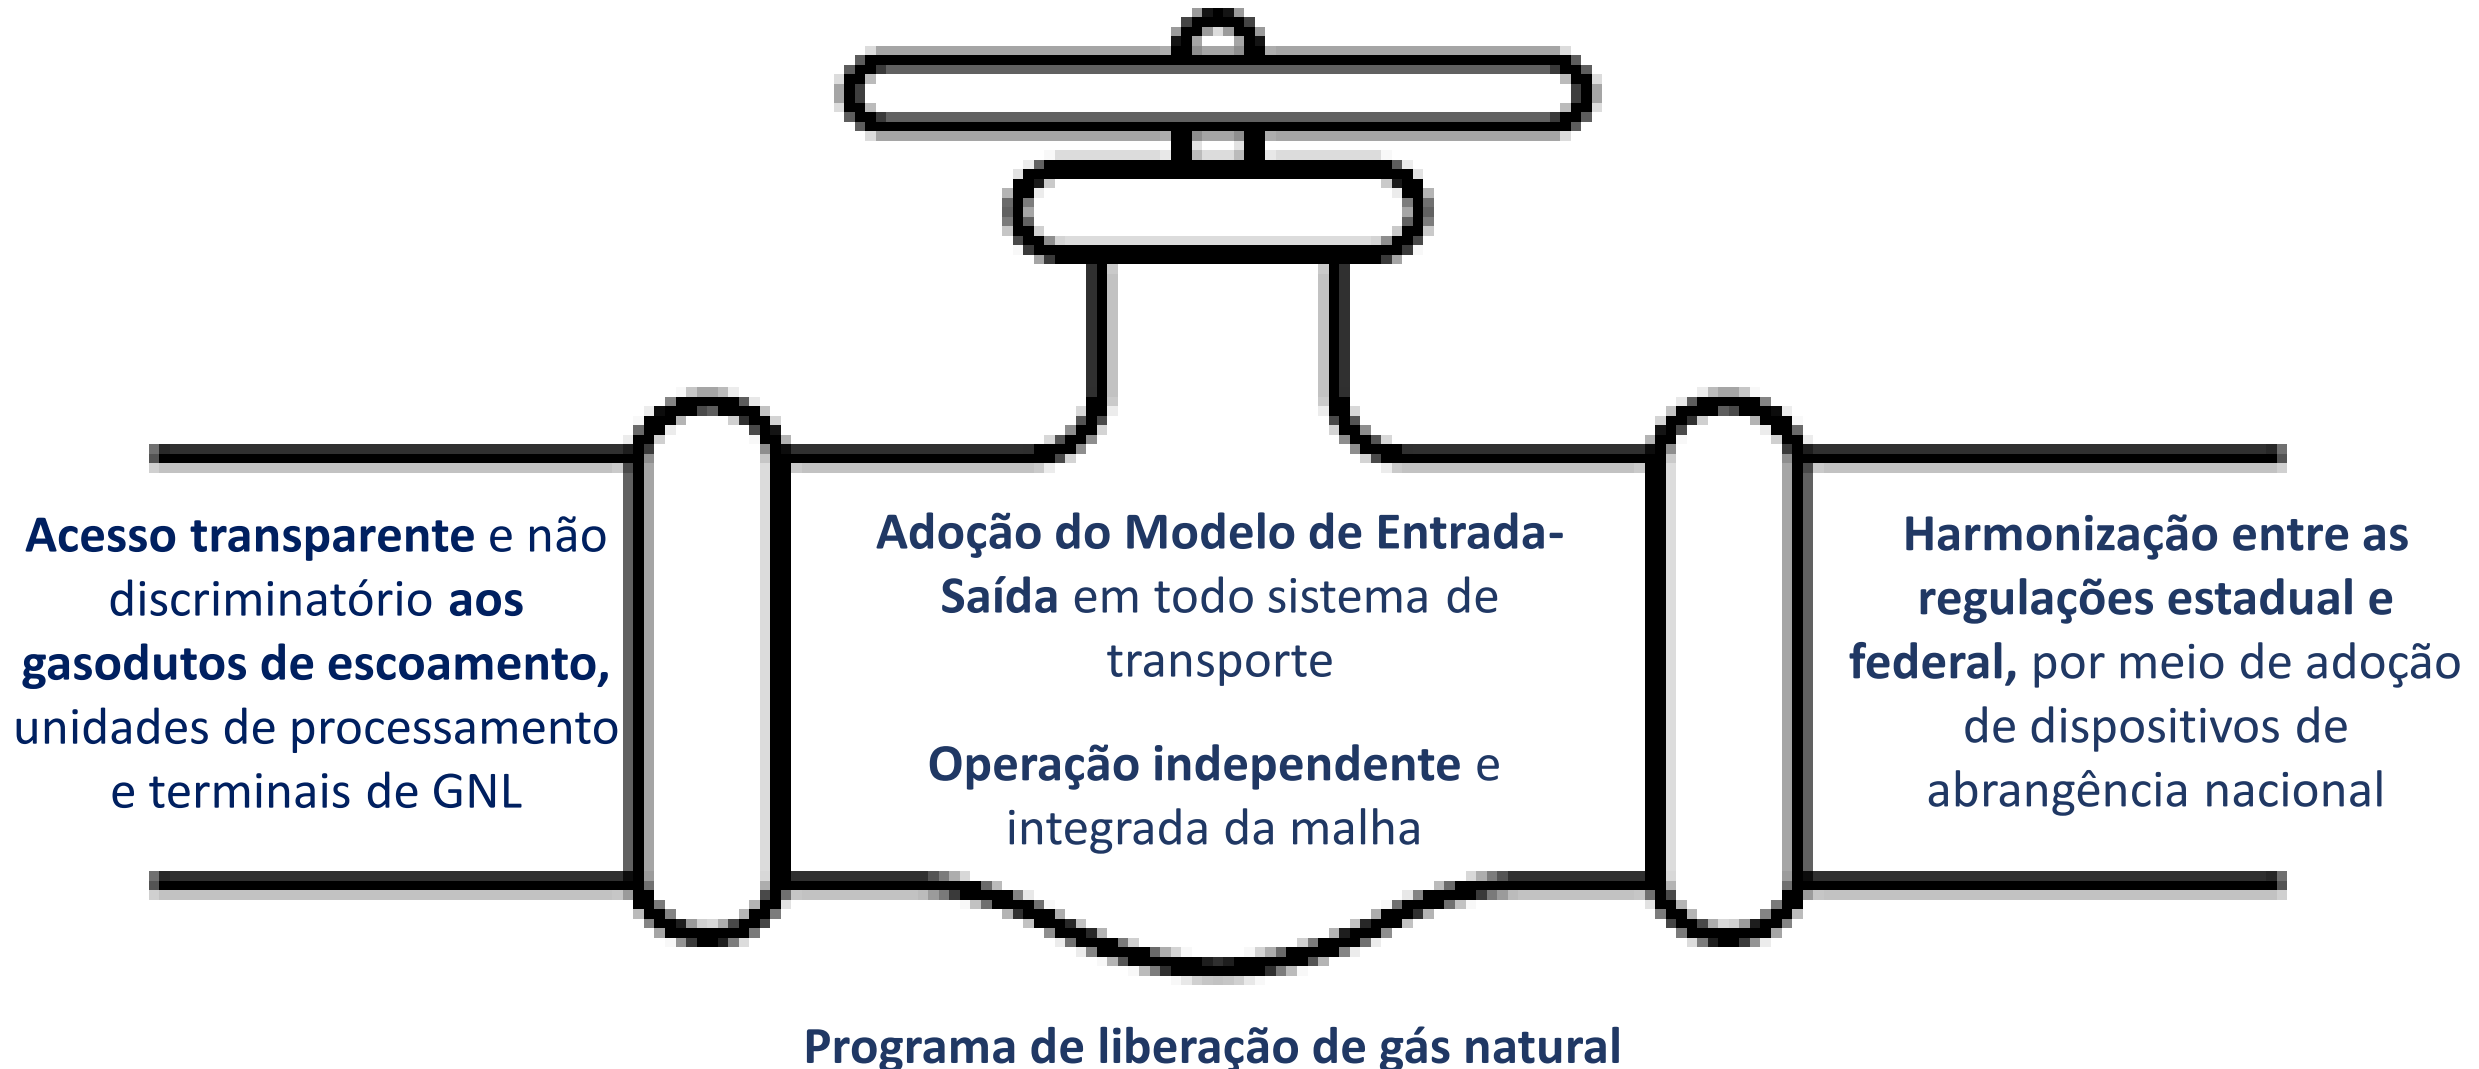 Acesso transparente e não
discriminatório aos
gasodutos de escoamento,
unidades de processamento
e terminais de GNL
Adoção do Modelo de Entrada-
Saída em todo sistema de
transporte
Operação independente e
integrada da malha
Harmonização entre as
regulações estadual e
federal, por meio de adoção
de dispositivos de
abrangência nacional
Programa de liberação de gás natural